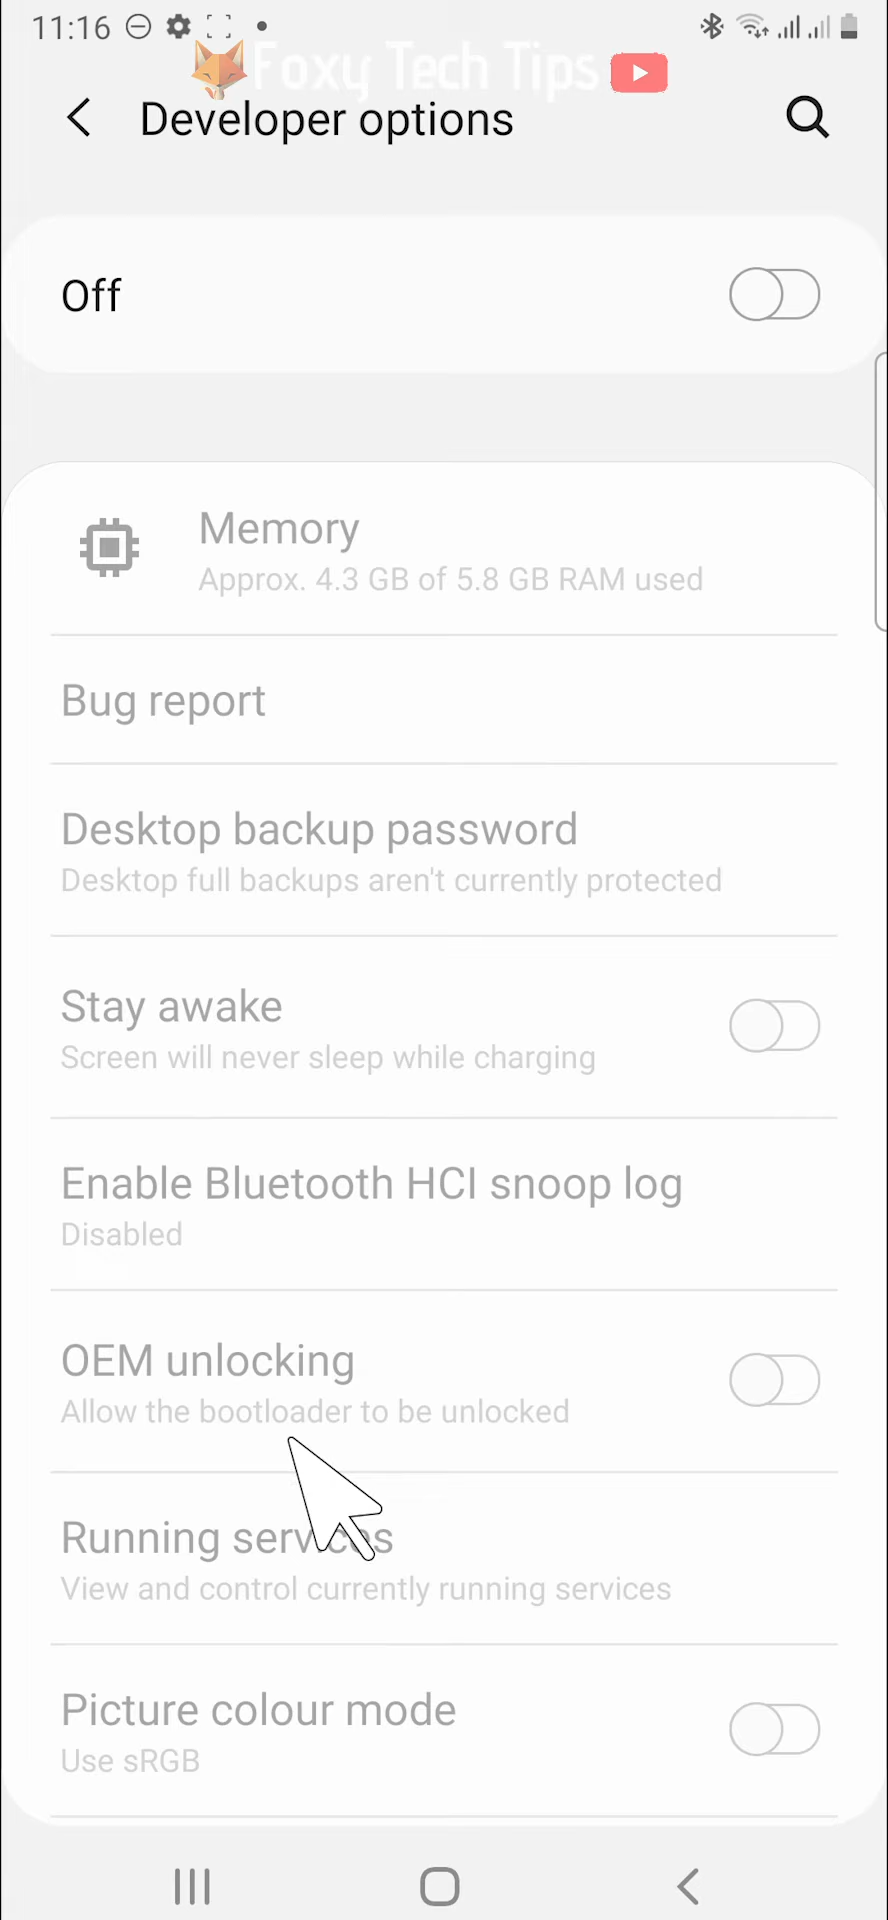 11:16
Foxy Tech Tips
Developer options
Off
Memory
Approx. 4.3 GB of 5.8 GB RAM used
Bug report
Desktop backup password
Desktop full backups aren't currently protected
Stay awake
Screen will never sleep while charging
Enable Bluetooth HCI snoop log
Disabled
OEM unlocking
Allow the bootloader to be unlocked
Running services
View and control currently running services
Picture colour mode
Use sRGB